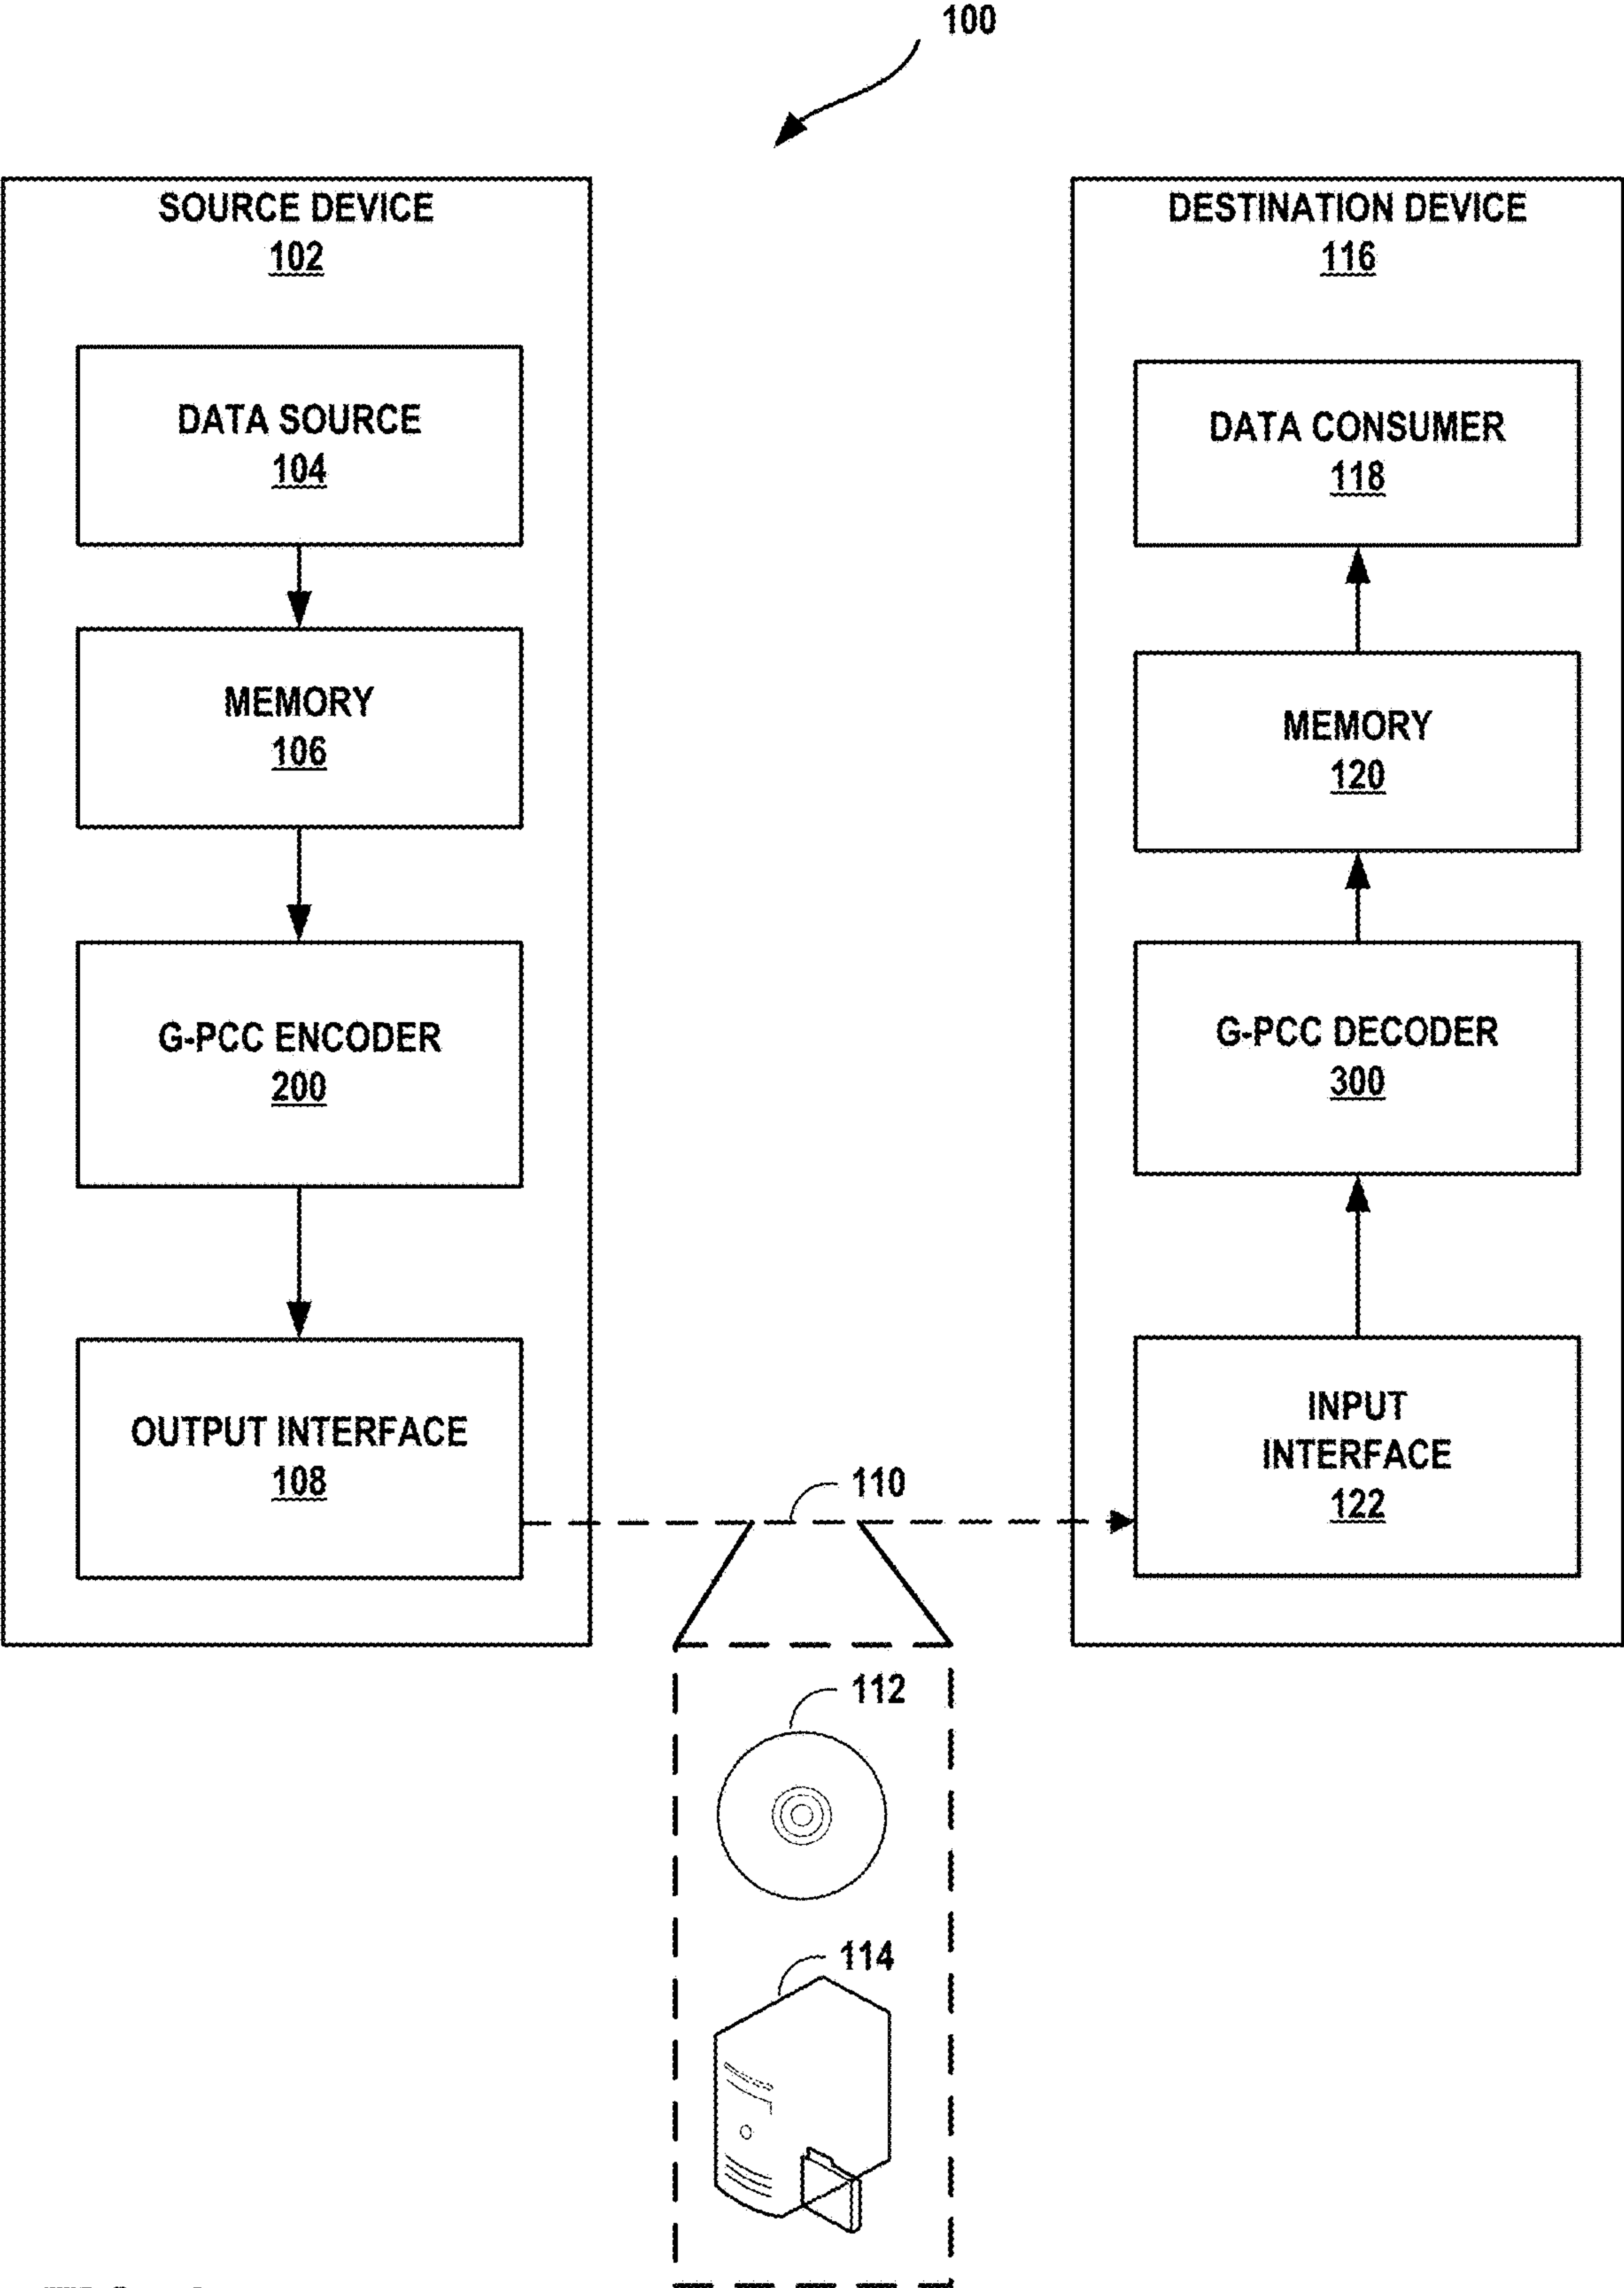 100
SOURCE DEVICE
102
DATA SOURCE
104
MEMORY
106
G-PCC ENCODER
200
OUTPUT INTERFACE
108
DESTINATION DEVICE
116
DATA CONSUMER
118
MEMORY
120
G-PCC DECODER
300
INPUT
INTERFACE
122
110
112
114